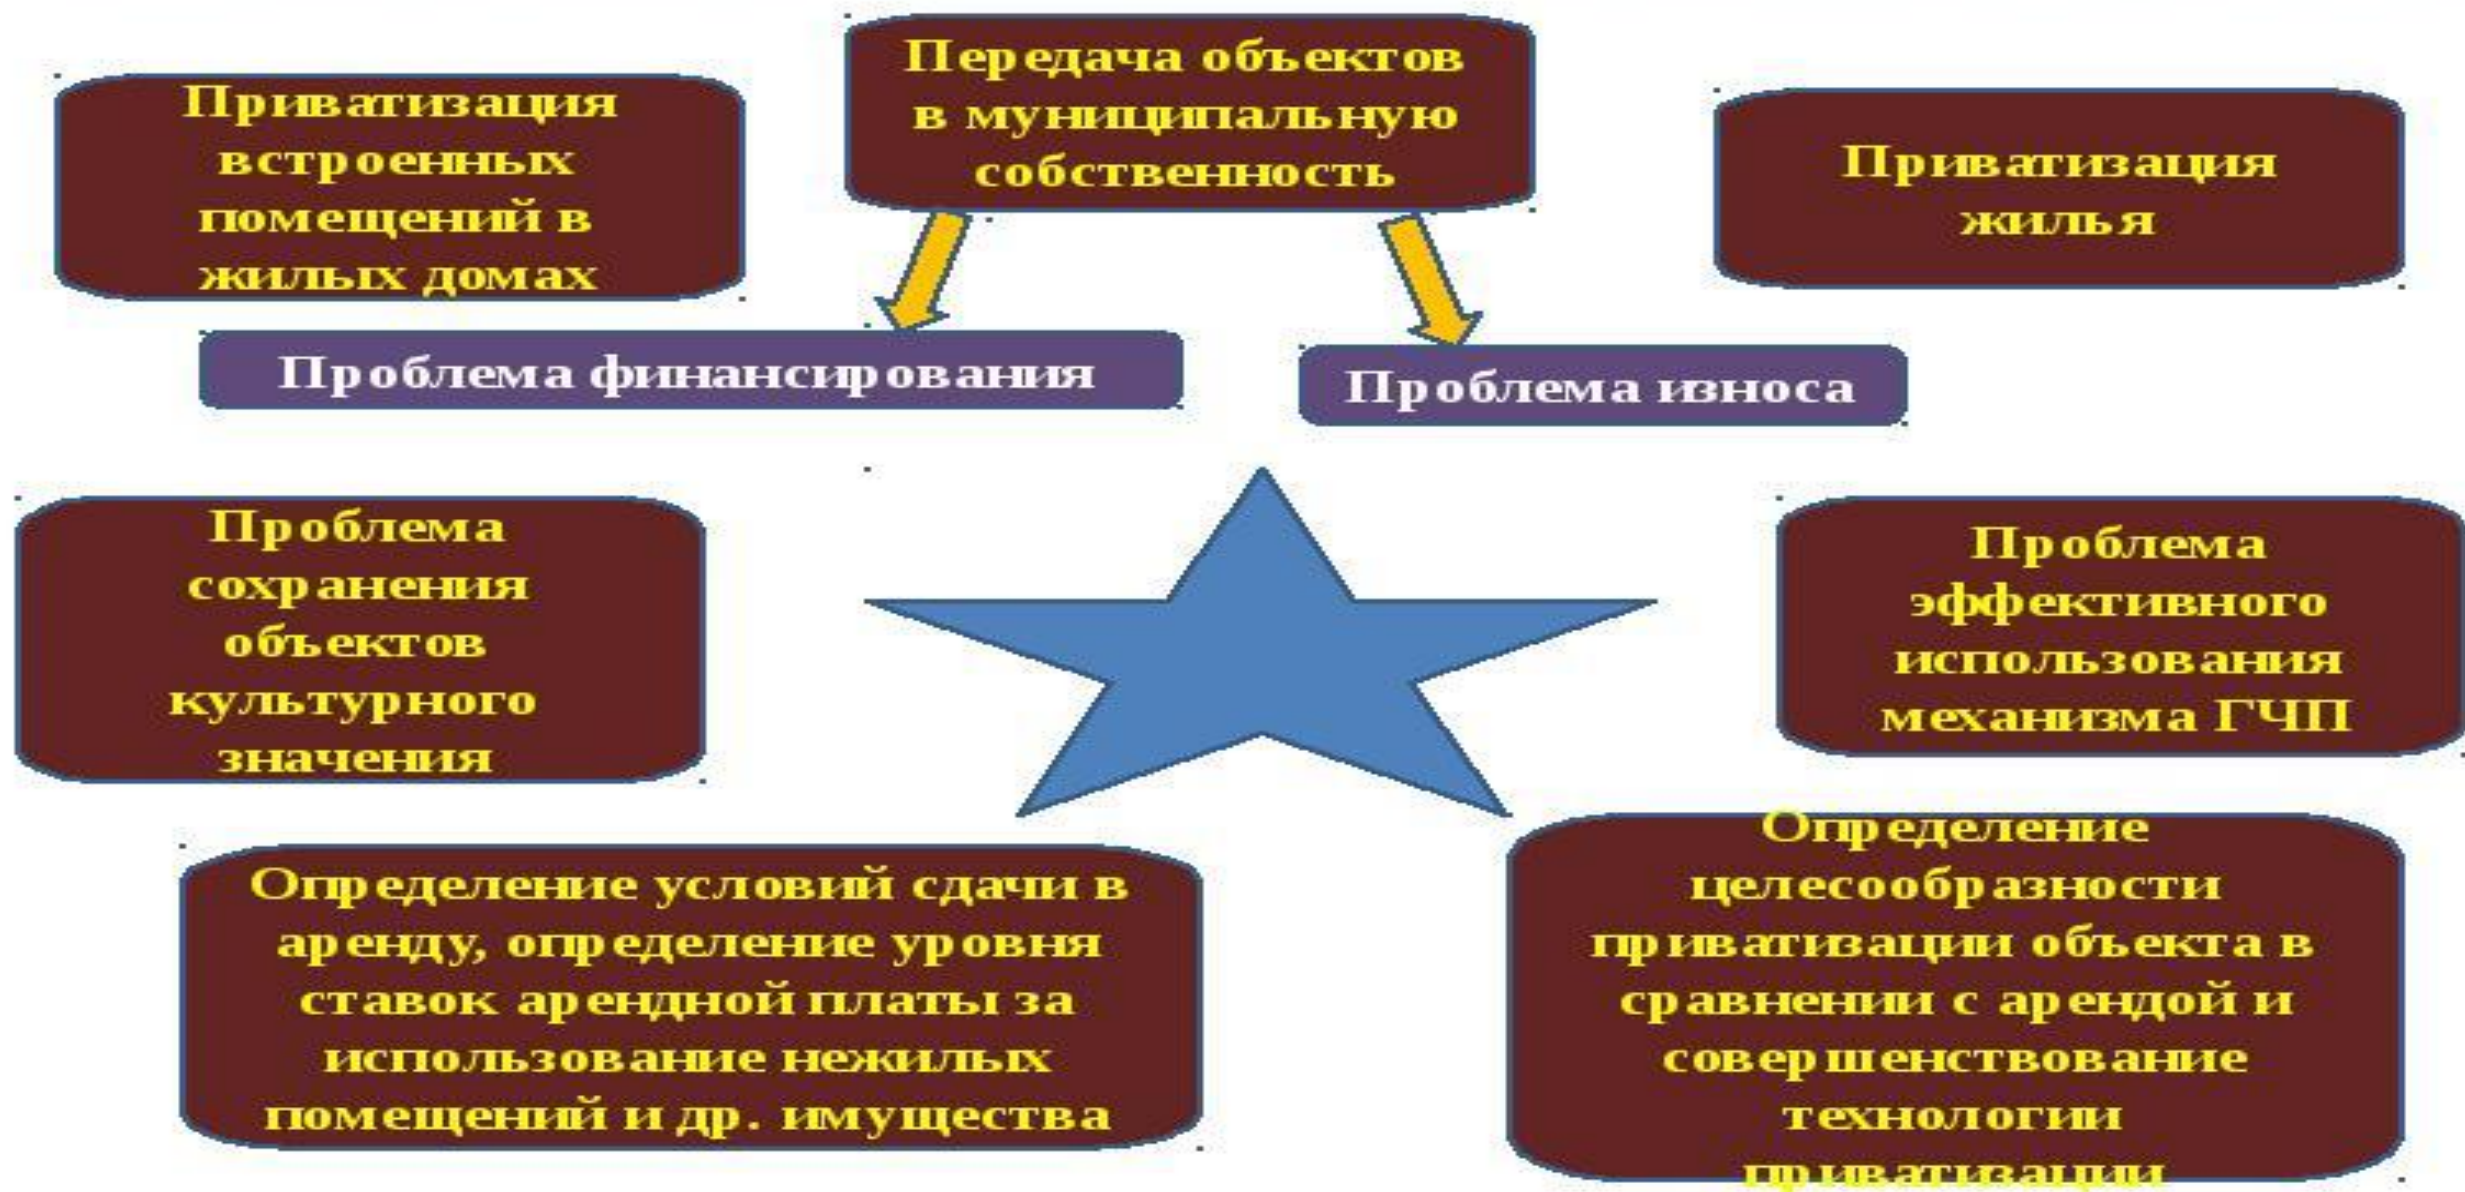 Передача объектов
в муниципальную
собственность
Приватизация
встроенных
помещений в
жилых домах
Приватизация
жилья
Проблема финансирования
Проблема износа
Проблема
сохранения
объектов
культурного
значения
Проблема
эффективного
использования
механизма ГЧП
Определение условий сдачи в
аренду, определение уровня
ставок арендной платы за
использование нежилых
помещений и др. имущества
Определение
целесообразности
приватизации объекта в
сравнении с арендой и
совершенствование
технологии
приватизации